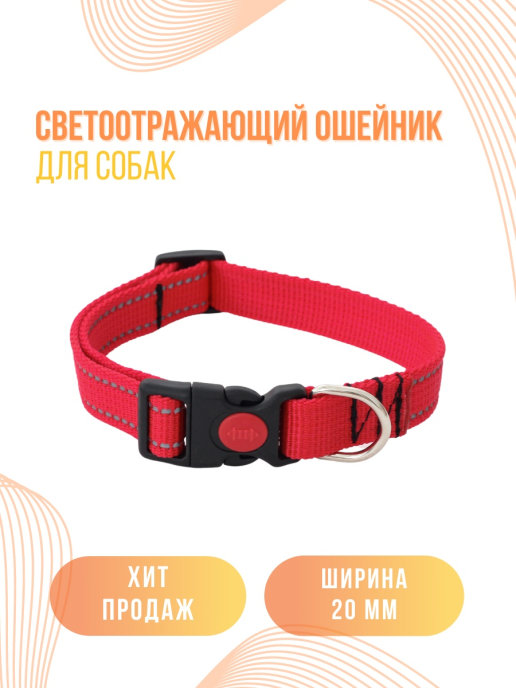 СВЕТООТРАЖАЮЩИЙ ОШЕЙНИК
ДЛЯ СОБАК
ХИТ
ПРОДАЖ
ШИРИНА
20 ММ